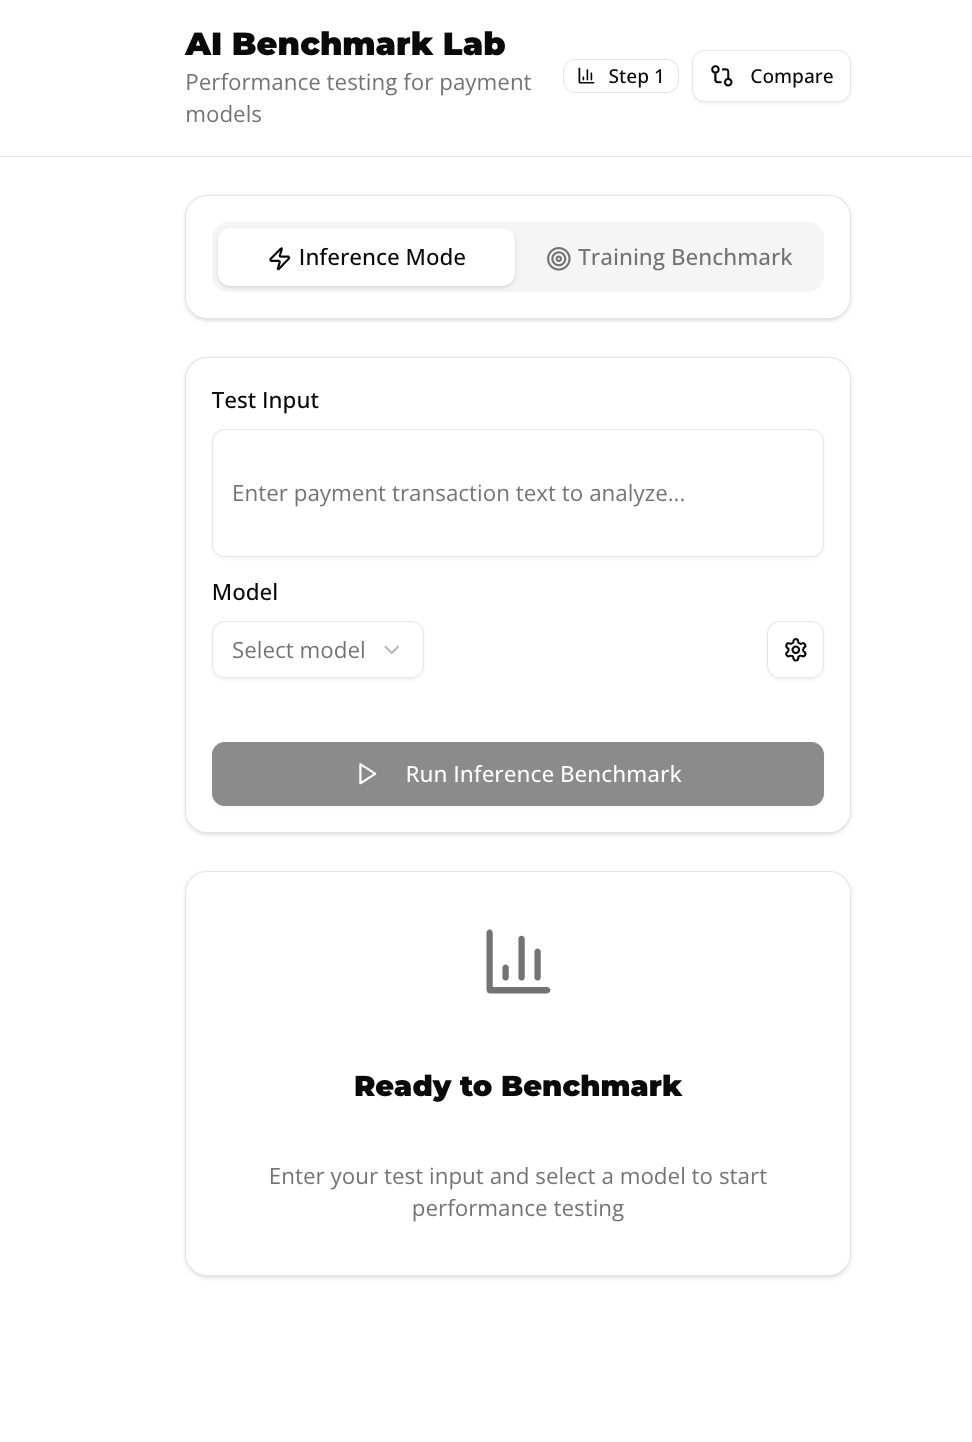 AI Benchmark Lab
Performance testing for payment
models
Step 1
Compare
Inference Mode
Training Benchmark
Test Input
Enter payment transaction text to analyze...
Model
Select model
Run Inference Benchmark
Ready to Benchmark
Enter your test input and select a model to start
performance testing